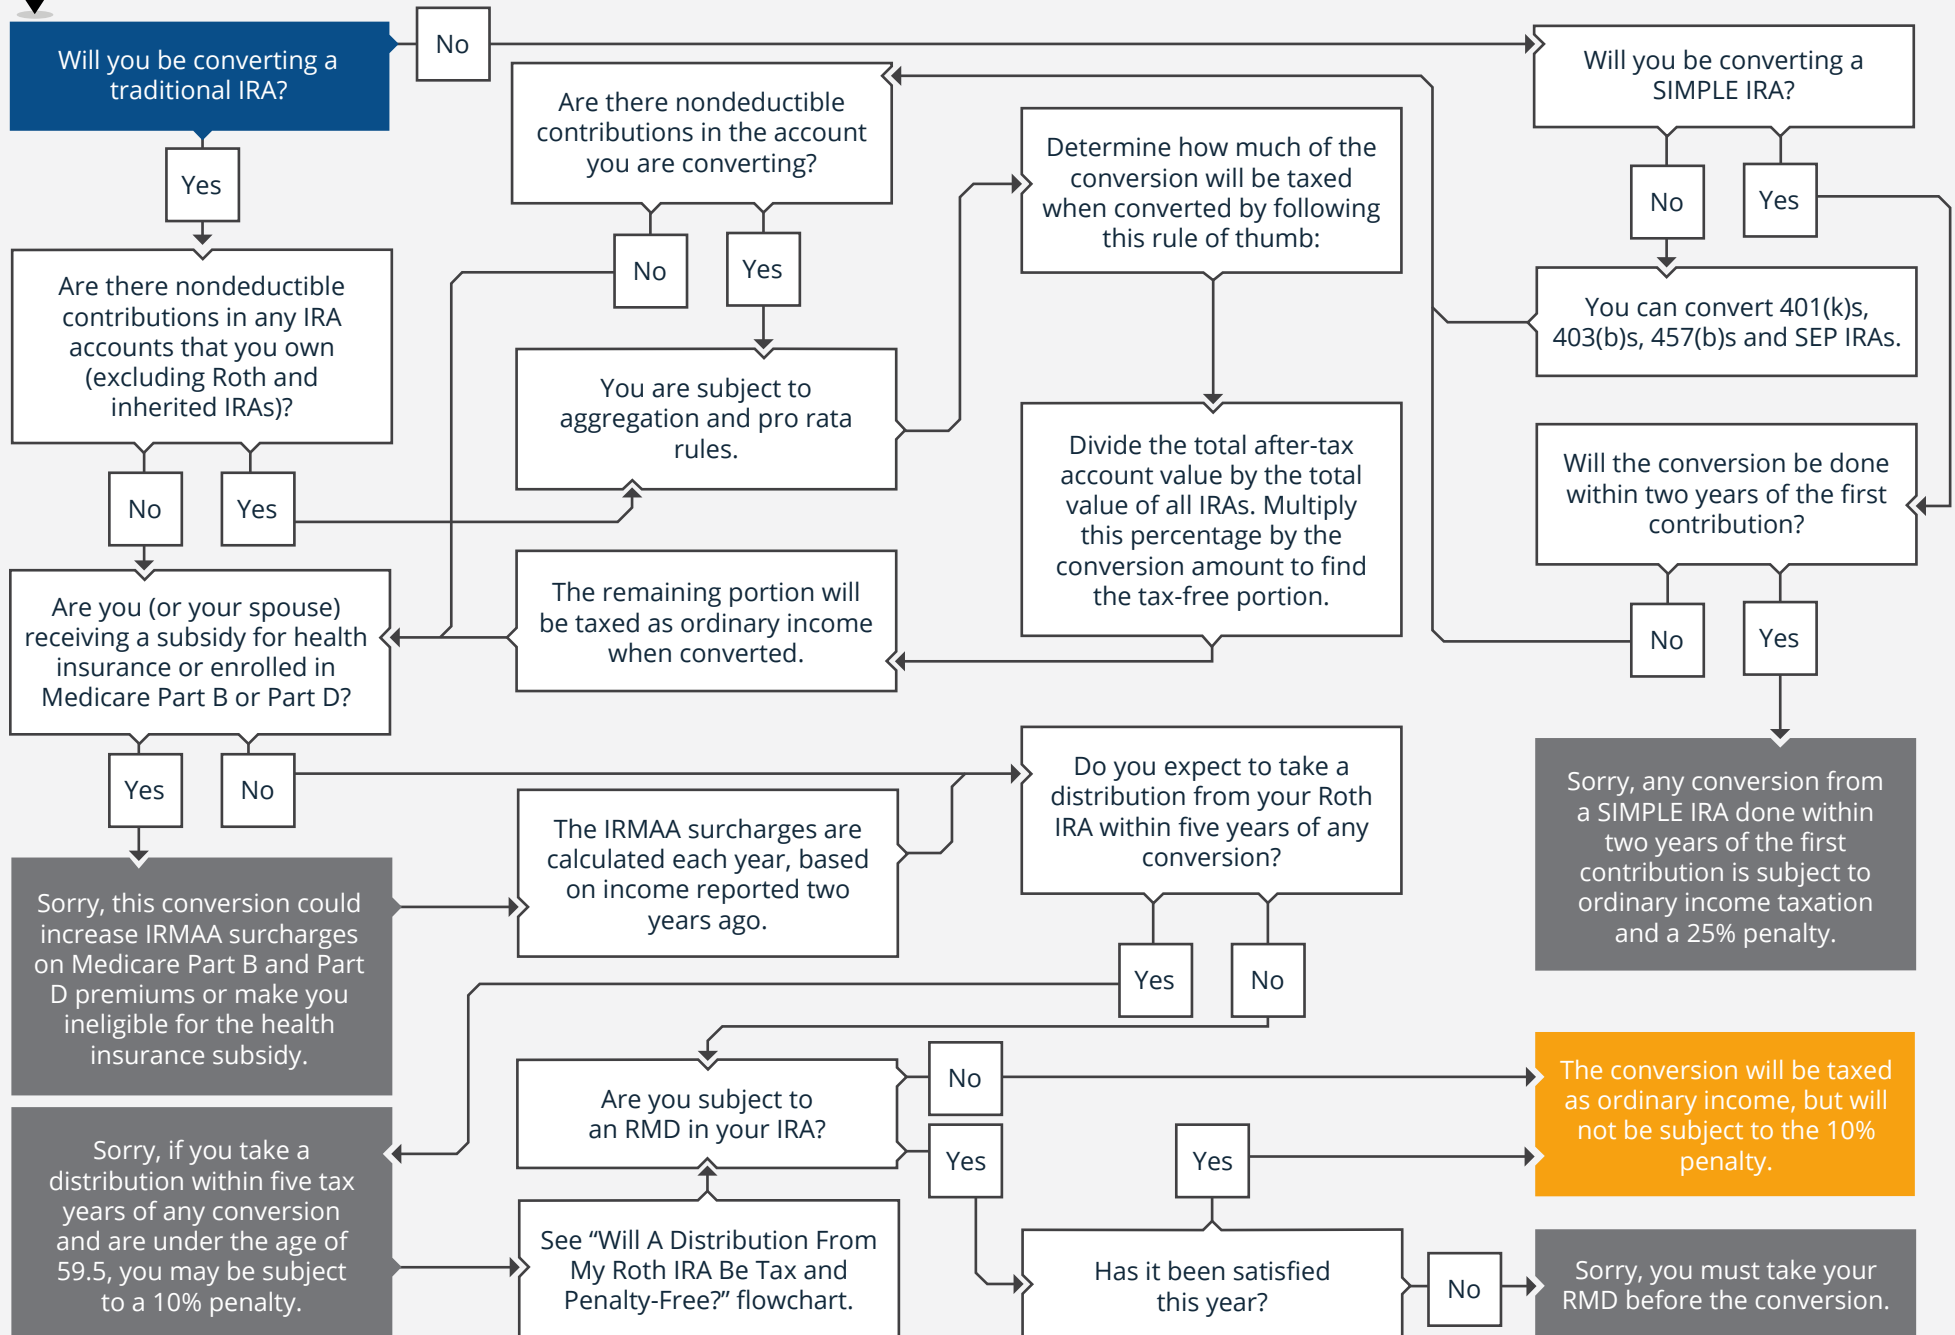 Will you be converting a
traditional IRA?
No
Yes
Are there nondeductible
contributions in any IRA
accounts that you own
(excluding Roth and
inherited IRAs)?
No
Yes
Are there nondeductible
contributions in the account
you are converting?
No
Yes
You are subject to
aggregation and pro rata
rules.
Determine how much of the
conversion will be taxed
when converted by following
this rule of thumb:
Divide the total after-tax
account value by the total
value of all IRAs. Multiply
this percentage by the
conversion amount to find
the tax-free portion.
The remaining portion will
be taxed as ordinary income
when converted.
Will you be converting a
SIMPLE IRA?
No
Yes
You can convert 401(k)s,
403(b)s, 457(b)s and SEP IRAs.
Will the conversion be done
within two years of the first
contribution?
No
Yes
Sorry, any conversion from
a SIMPLE IRA done within
two years of the first
contribution is subject to
ordinary income taxation
and a 25% penalty.
Are you (or your spouse)
receiving a subsidy for health
insurance or enrolled in
Medicare Part B or Part D?
Yes
No
Sorry, this conversion could
increase IRMAA surcharges
on Medicare Part B and Part
D premiums or make you
ineligible for the health
insurance subsidy.
The IRMAA surcharges are
calculated each year, based
on income reported two
years ago.
Do you expect to take a
distribution from your Roth
IRA within five years of any
conversion?
Yes
No
Sorry, if you take a
distribution within five tax
years of any conversion
and are under the age of
59.5, you may be subject
to a 10% penalty.
See “Will A Distribution From
My Roth IRA Be Tax and
Penalty-Free?” flowchart.
Are you subject to
an RMD in your IRA?
No
Yes
Has it been satisfied
this year?
Yes
No
The conversion will be taxed
as ordinary income, but will
not be subject to the 10%
penalty.
Sorry, you must take your
RMD before the conversion.